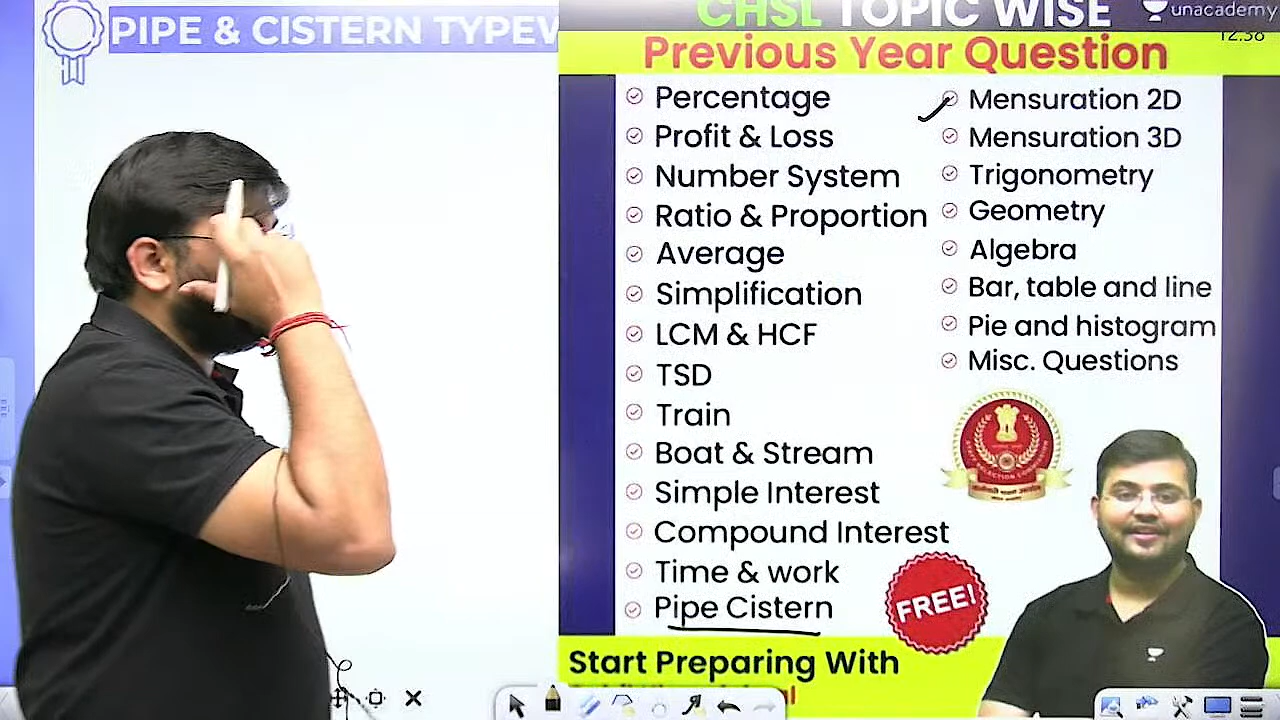 PIPE & CISTERN TYPEW
CHSL TOPIC WISE
unacademy
12:38
Previous Year Question
Percentage
Profit & Loss
Number System
Ratio & Proportion
Average
Simplification
LCM & HCF
TSD
Train
Boat & Stream
Simple Interest
Compound Interest
Time & work
Pipe Cistern
Mensuration 2D
Mensuration 3D
Trigonometry
Geometry
Algebra
Bar, table and line
Pie and histogram
Misc. Questions
FREE!
Start Preparing With